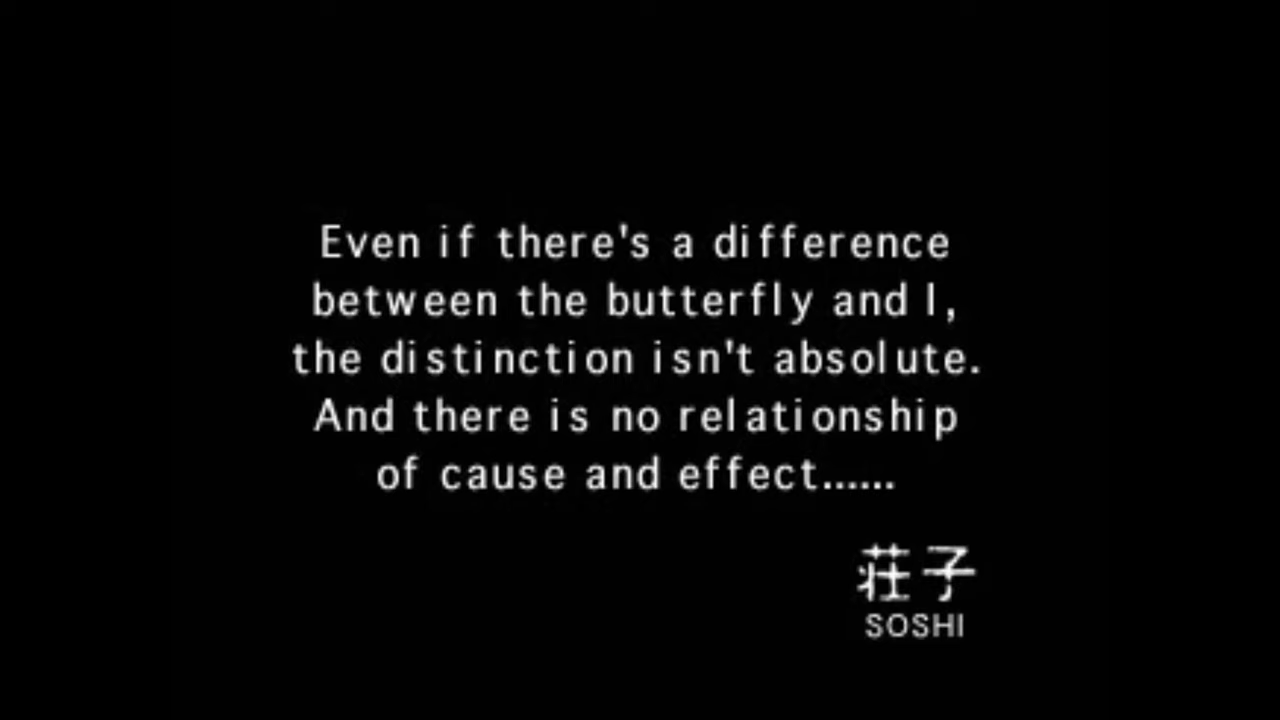 Even if there's a difference
between the butterfly and I,
the distinction isn't absolute.
And there is no relationship
of cause and effect......
荘子
SOSHI